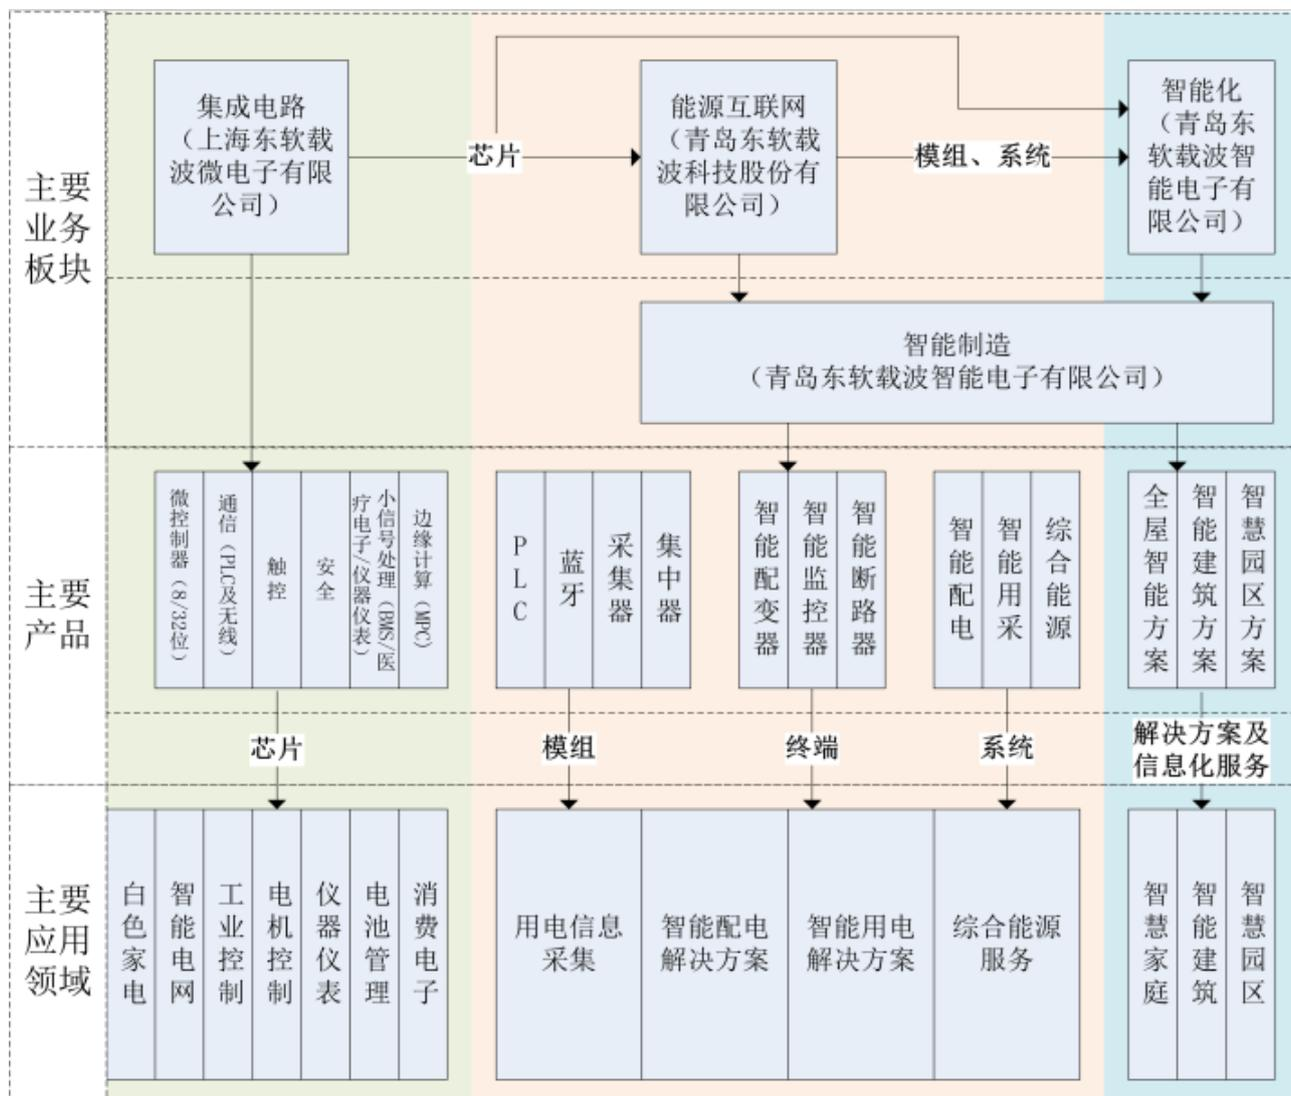 主要
业务
板块
集成电路
（上海东软载
波微电子有限
公司）
芯片
能源互联网
（青岛东软载
波科技股份有
限公司）
模组、系统
智能化
（青岛东
软载波智
能电子有
限公司）
智能制造
（青岛东软载波智能电子有限公司）
主要
产品
微控制器（8/32位）
通信（PLC及无线）
触控
安全
小信号处理（BMS/医
疗电子/仪器仪表）
边缘计算（MPC）
PLC
蓝牙
采集器
集中器
智能配变器
智能监控器
智能断路器
智能配电
智能用采
综合能源
全屋智能方案
智能建筑方案
智慧园区方案
芯片
模组
终端
系统
解决方案及
信息化服务
主要
应用
领域
白色家电
智能电网
工业控制
电机控制
仪器仪表
电池管理
消费电子
用电信息
采集
智能配电
解决方案
智能用电
解决方案
综合能源
服务
智慧家庭
智能建筑
智慧园区